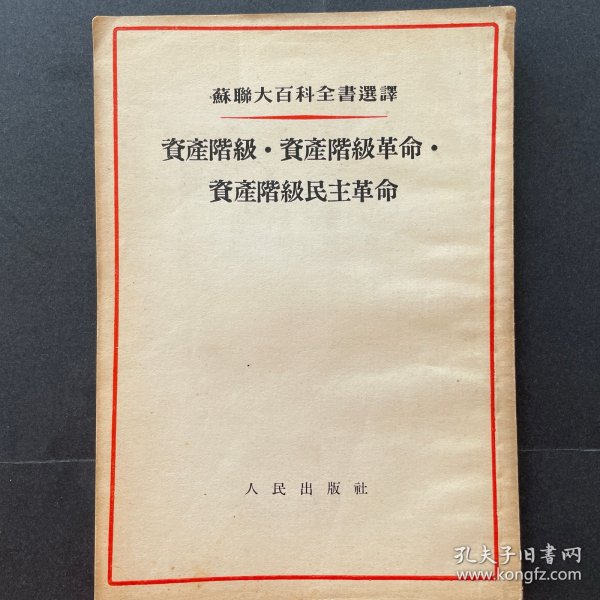 蘇聯大百科全書選譯
資產階級·資產階級革命·
資產階級民主革命
人民出版社
孔夫子旧書网
www.kongfz.com